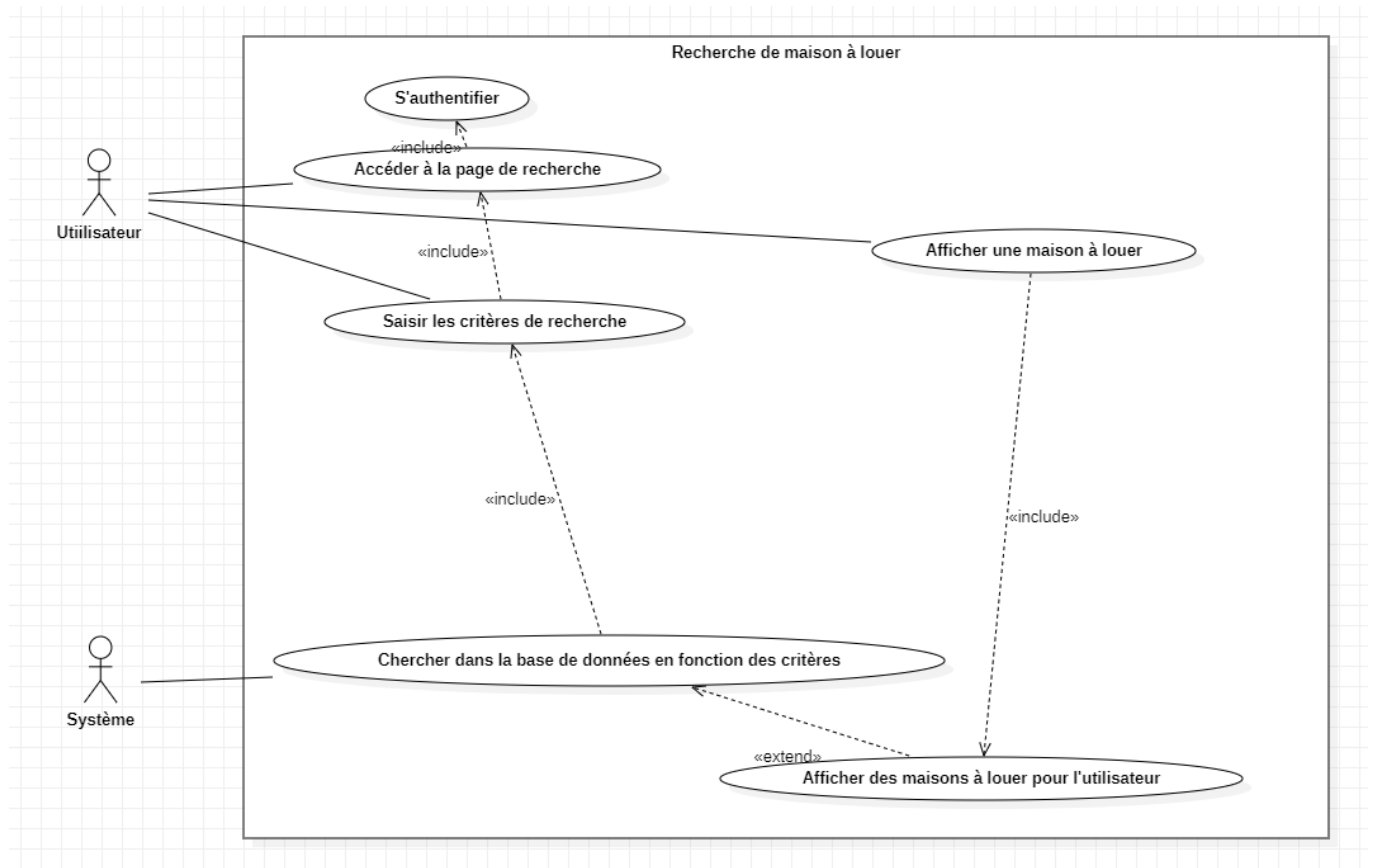 Recherche de maison à louer
S'authentifier
«include»
Accéder à la page de recherche
Utiilisateur
«include»
Afficher une maison à louer
Saisir les critères de recherche
«include»
«include»
Chercher dans la base de données en fonction des critères
Système
«extend»
Afficher des maisons à louer pour l'utilisateur